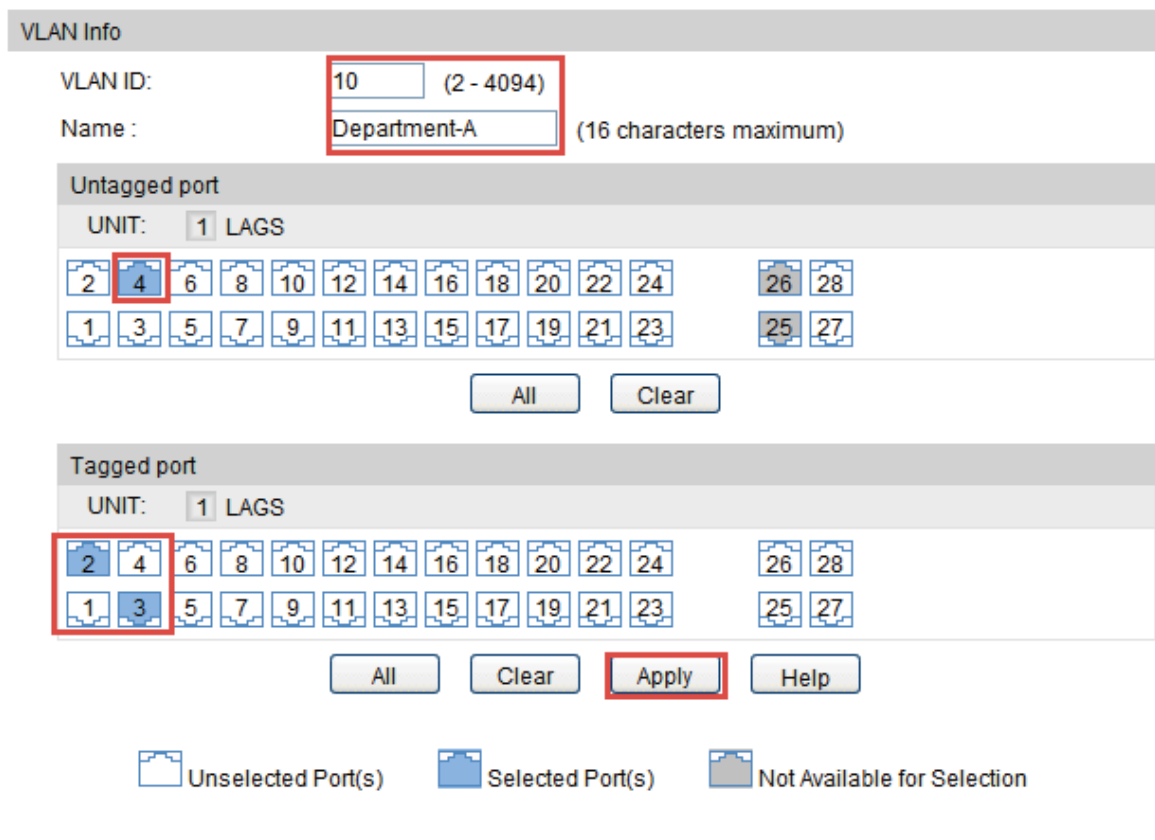 VLAN Info
VLAN ID: 10 (2 - 4094)
Name : Department-A (16 characters maximum)
Untagged port
UNIT: 1 LAGS
2 4 6 8 10 12 14 16 18 20 22 24 26 28
1 3 5 7 9 11 13 15 17 19 21 23 25 27
All Clear
Tagged port
UNIT: 1 LAGS
2 4 6 8 10 12 14 16 18 20 22 24 26 28
1 3 5 7 9 11 13 15 17 19 21 23 25 27
All Clear Apply Help
Unselected Port(s) Selected Port(s) Not Available for Selection